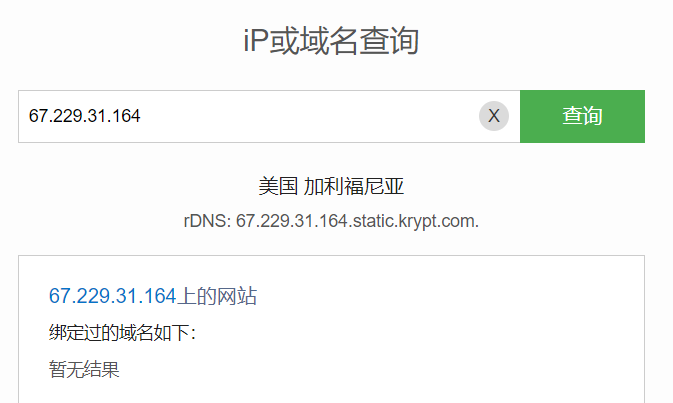 iP或域名查询
67.229.31.164
X
查询
美国 加利福尼亚
rDNS: 67.229.31.164.static.krypt.com.
67.229.31.164上的网站
绑定过的域名如下：
暂无结果